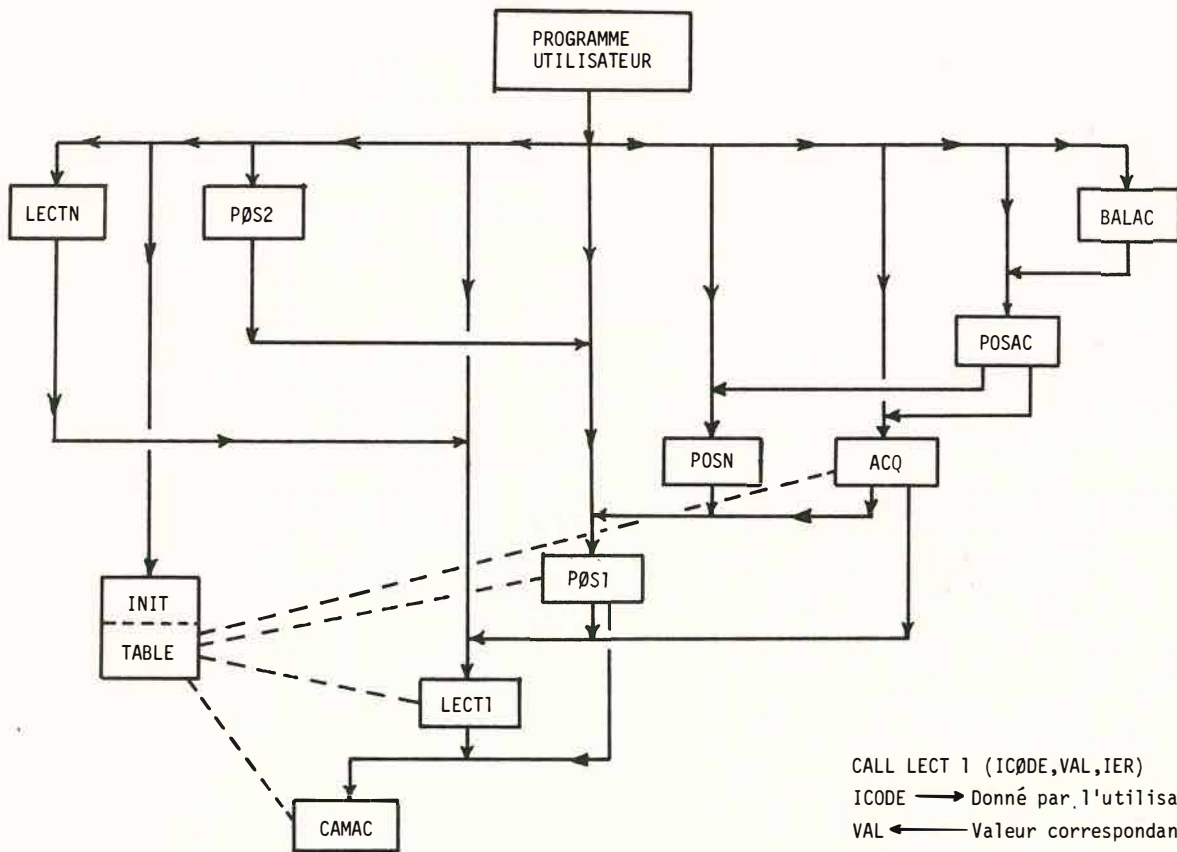 PROGRAMME
UTILISATEUR
LECTN
PØS2
BALAC
POSAC
POSN
ACQ
PØS1
INIT
TABLE
LECT1
CAMAC
CALL LECT 1 (ICØDE,VAL,IER)
ICODE → Donné par l'utilisa
VAL ← Valeur correspondan